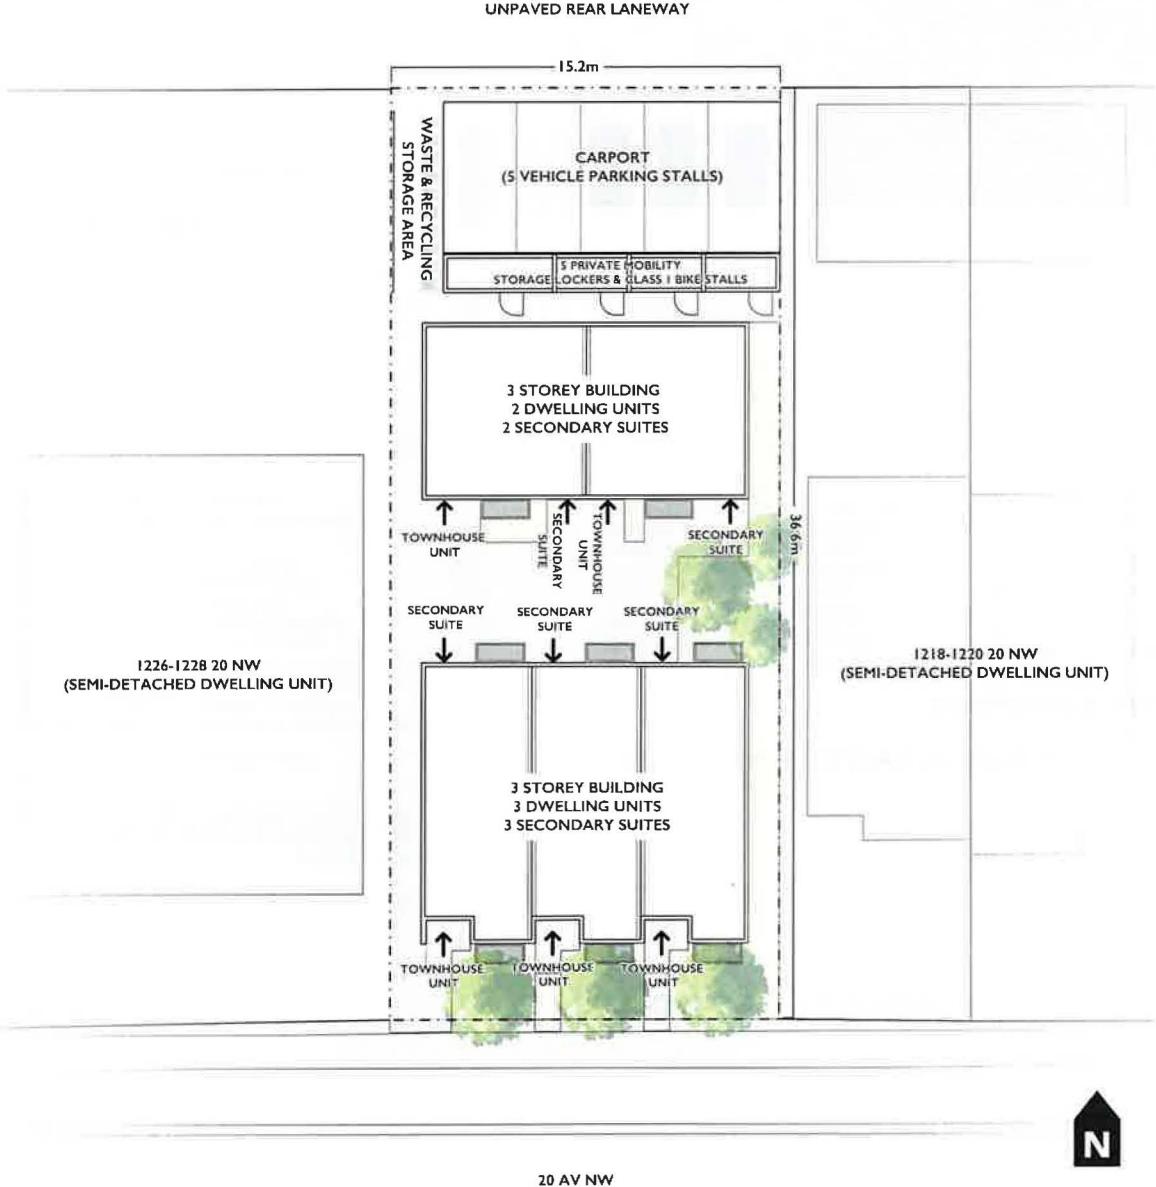 UNPAVED REAR LANEWAY
15.2m
WASTE & RECYCLING
STORAGE AREA
CARPORT
(5 VEHICLE PARKING STALLS)
5 PRIVATE MOBILITY
STORAGE LOCKERS & CLASS 1 BIKE STALLS
3 STOREY BUILDING
2 DWELLING UNITS
2 SECONDARY SUITES
TOWNHOUSE
UNIT
SECONDARY
SUITE
TOWNHOUSE
UNIT
SECONDARY
SUITE
36.6m
SECONDARY
SUITE
SECONDARY
SUITE
SECONDARY
SUITE
1226-1228 20 NW
(SEMI-DETACHED DWELLING UNIT)
1218-1220 20 NW
(SEMI-DETACHED DWELLING UNIT)
3 STOREY BUILDING
3 DWELLING UNITS
3 SECONDARY SUITES
TOWNHOUSE
UNIT
TOWNHOUSE
UNIT
TOWNHOUSE
UNIT
N
20 AV NW